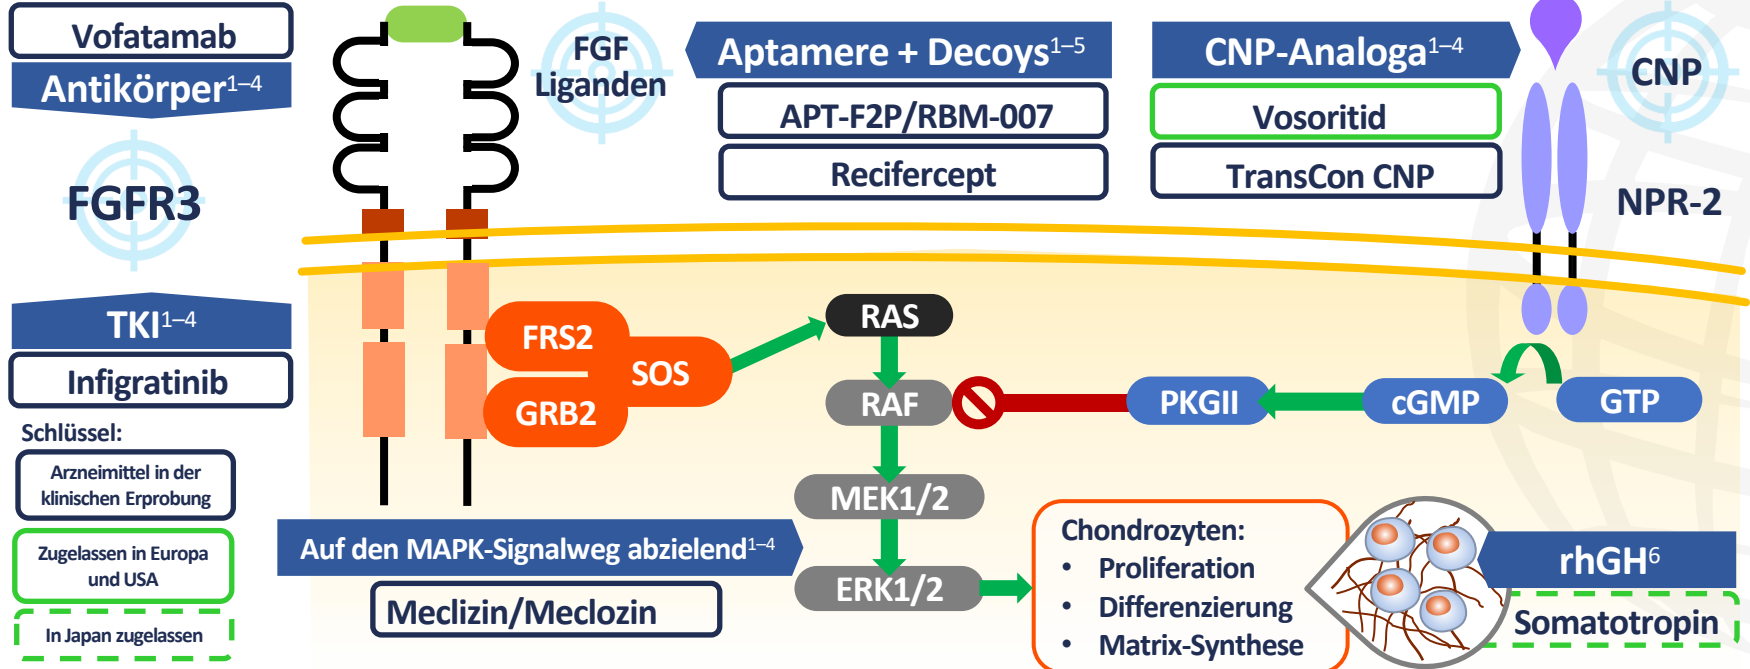 Vofatamab
Antikörper1–4
FGFR3
TKI1–4
Infigratinib
Schlüssel:
Arzneimittel in der
klinischen Erprobung
Zugelassen in Europa
und USA
In Japan zugelassen
FGF
Liganden
Aptamere + Decoys1–5
APT-F2P/RBM-007
Recifercept
CNP-Analoga1–4
Vosoritid
TransCon CNP
CNP
NPR-2
FRS2
GRB2
SOS
RAS
RAF
PKGII
cGMP
GTP
MEK1/2
ERK1/2
Auf den MAPK-Signalweg abzielend1–4
Meclizin/Meclozin
Chondrozyten:
• Proliferation
• Differenzierung
• Matrix-Synthese
rhGH6
Somatotropin